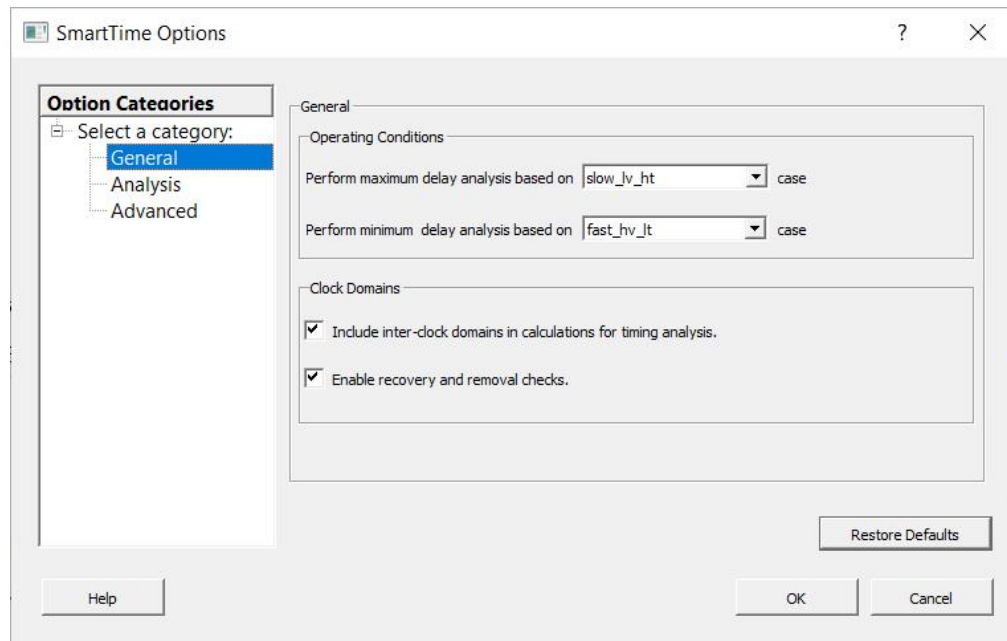 SmartTime Options
?
Option Categories
Select a category:
General
Analysis
Advanced
General
Operating Conditions
Perform maximum delay analysis based on slow_lv_ht case
Perform minimum delay analysis based on fast_hv_lt case
Clock Domains
Include inter-clock domains in calculations for timing analysis.
Enable recovery and removal checks.
Restore Defaults
Help OK Cancel